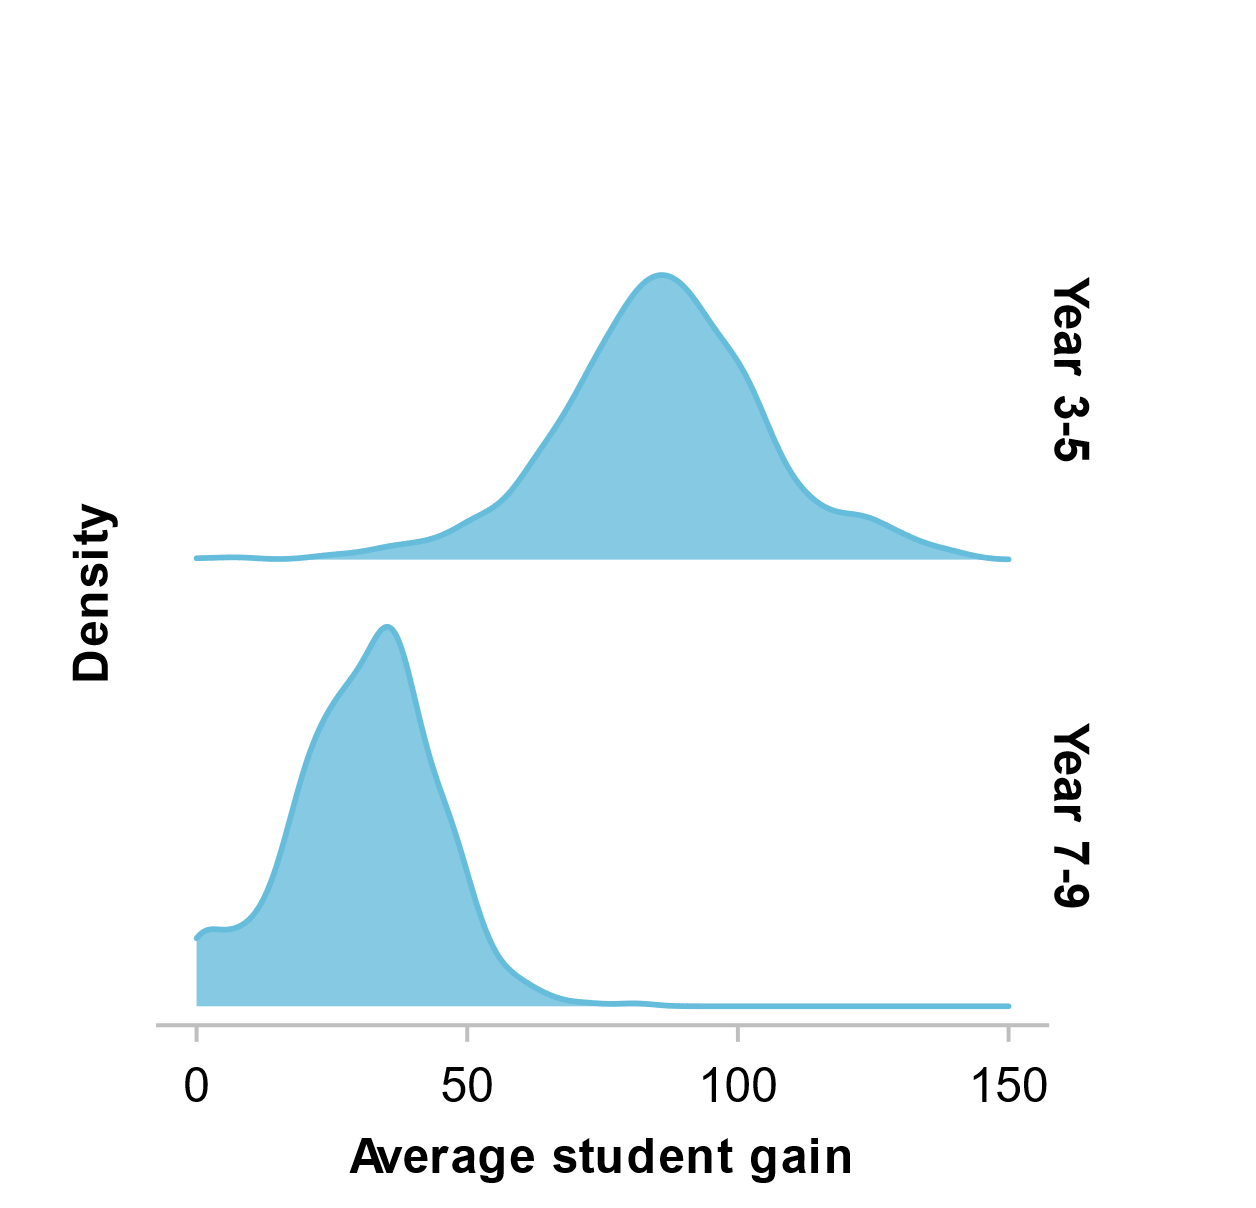 Year 3-5
Density
Year 7-9
0 50 100 150
Average student gain